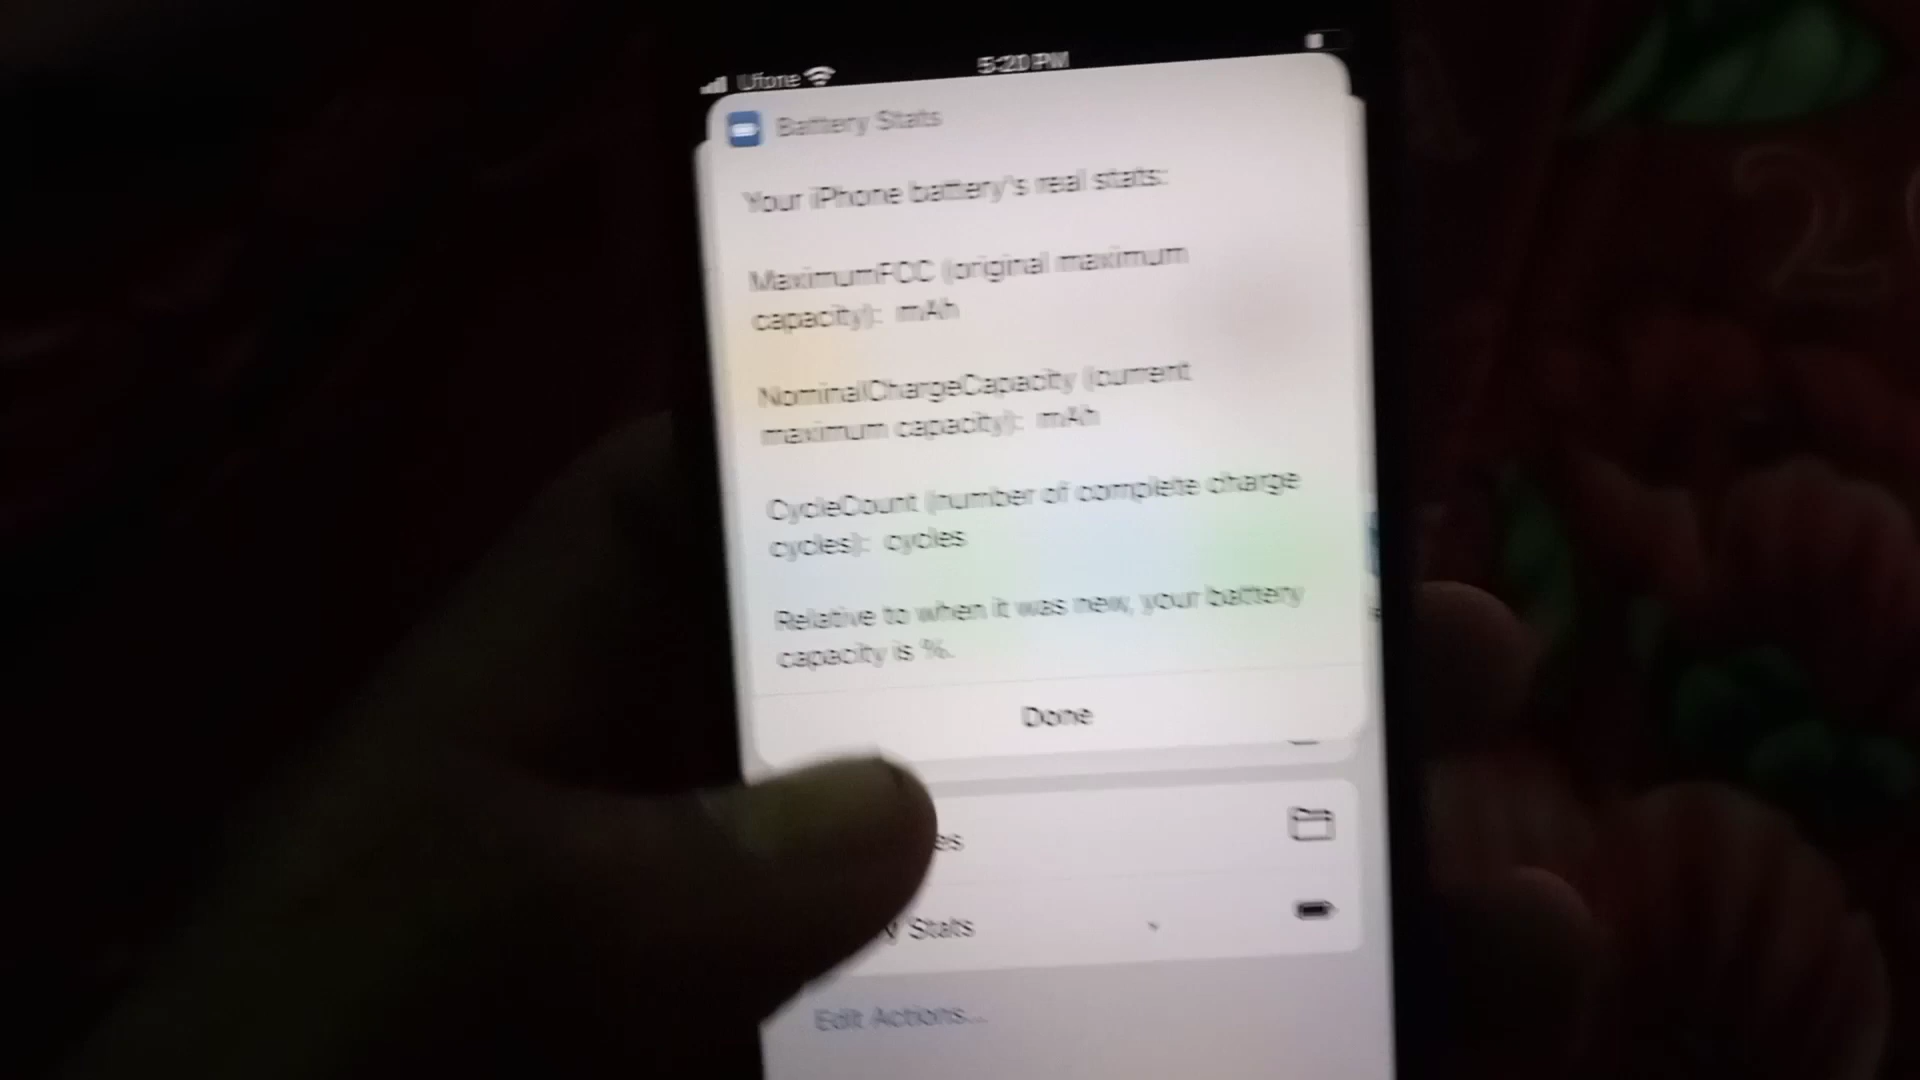 Ufone
5:20 PM
Battery Stats
Your iPhone battery's real stats:
MaximumFCC (original maximum
capacity): mAh
NominalChargeCapacity (current
maximum capacity): mAh
CycleCount (number of complete charge
cycles): cycles
Relative to when it was new, your battery
capacity is %.
Done
es
y Stats
Edit Actions...